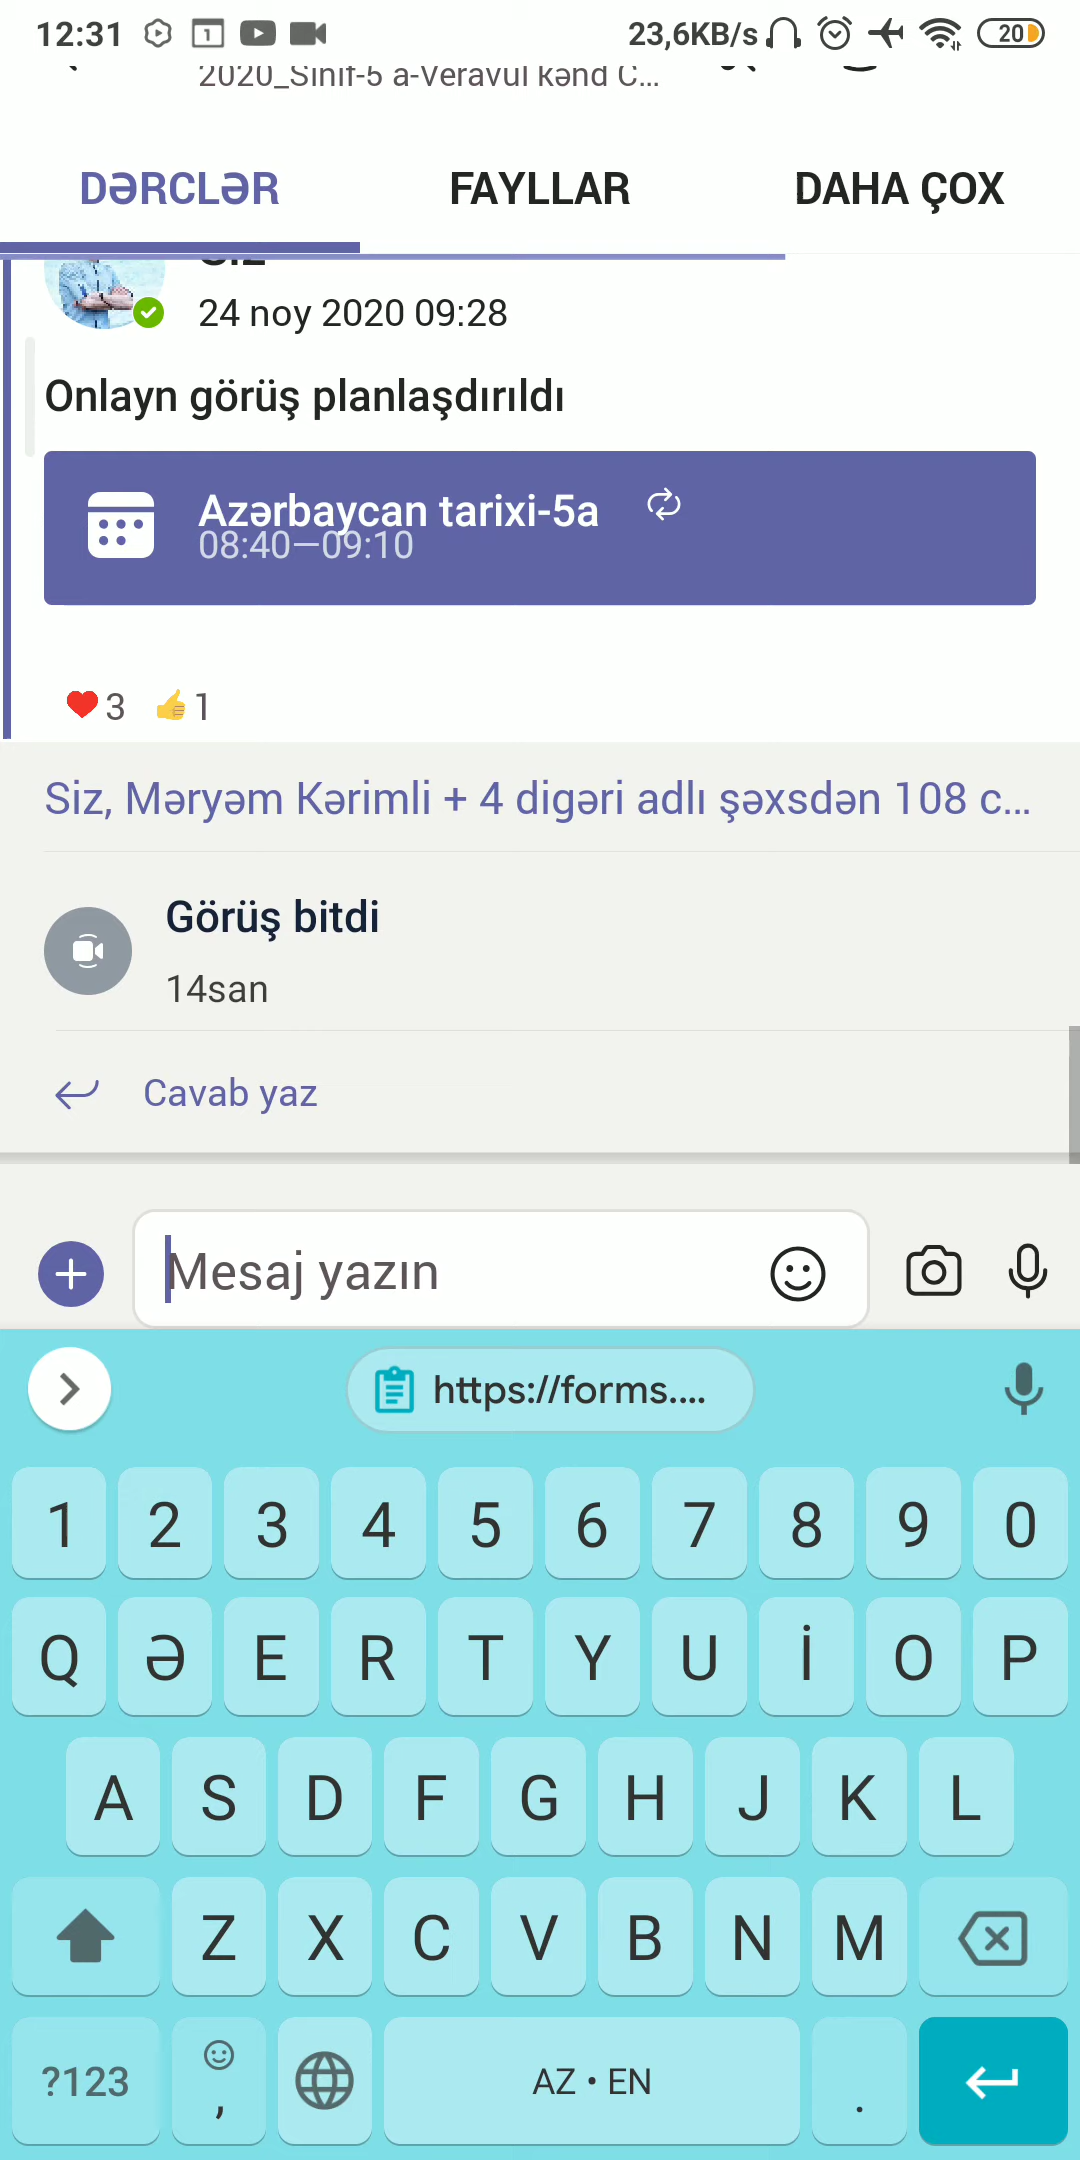 12:31
1
23,6KB/s
20
2020_Sinif-5 a-Veravul kənd C...
DƏRCLƏR
FAYLLAR
DAHA ÇOX
Siz
24 noy 2020 09:28
Onlayn görüş planlaşdırıldı
Azərbaycan tarixi-5a
08:40—09:10
3
1
Siz, Məryəm Kərimli + 4 digəri adlı şəxsdən 108 c...
Görüş bitdi
14san
Cavab yaz
Mesaj yazın
https://forms....
1 2 3 4 5 6 7 8 9 0
Q Ə E R T Y U İ O P
A S D F G H J K L
Z X C V B N M
?123 , AZ • EN .